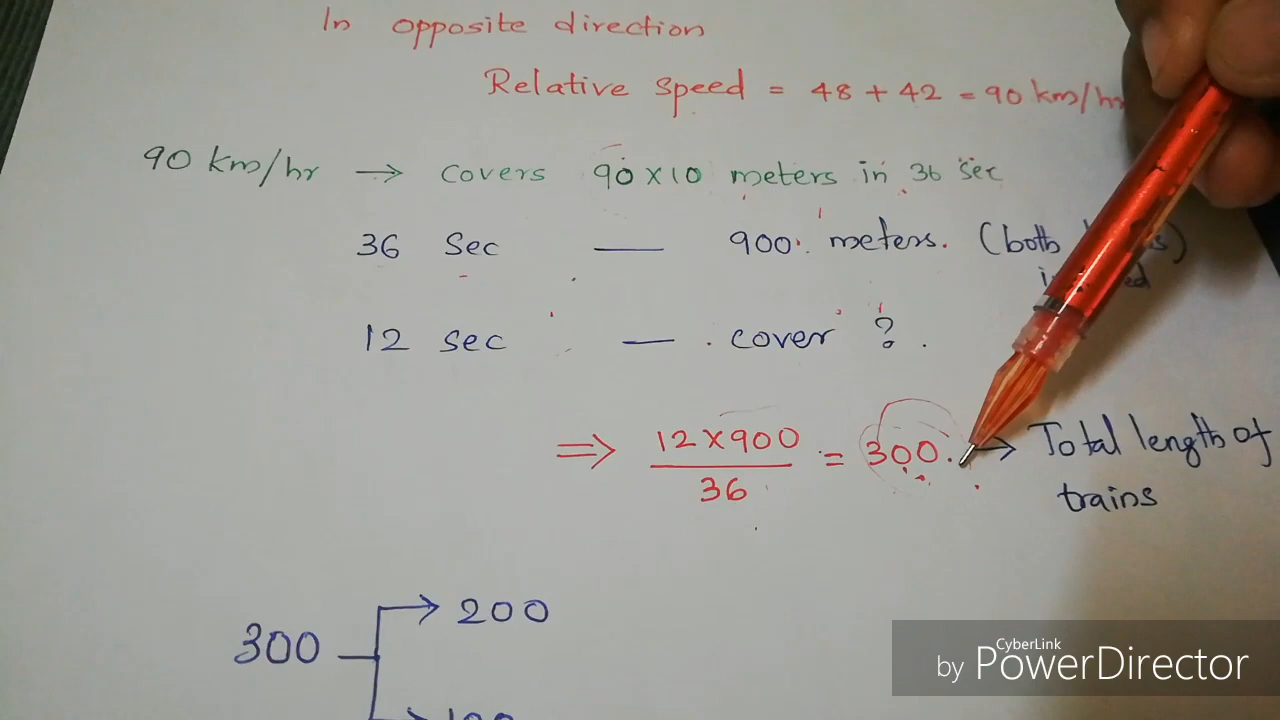 In opposite direction
Relative speed = 48 + 42 = 90 km/hr
90 km/hr → covers 90 x 10 meters in 36 sec
36 Sec — 900 meters. (both
12 sec — cover ?
⇒ 12 x 900 / 36 = 300 → Total length of
trains
300 → 200
CyberLink
by PowerDirector